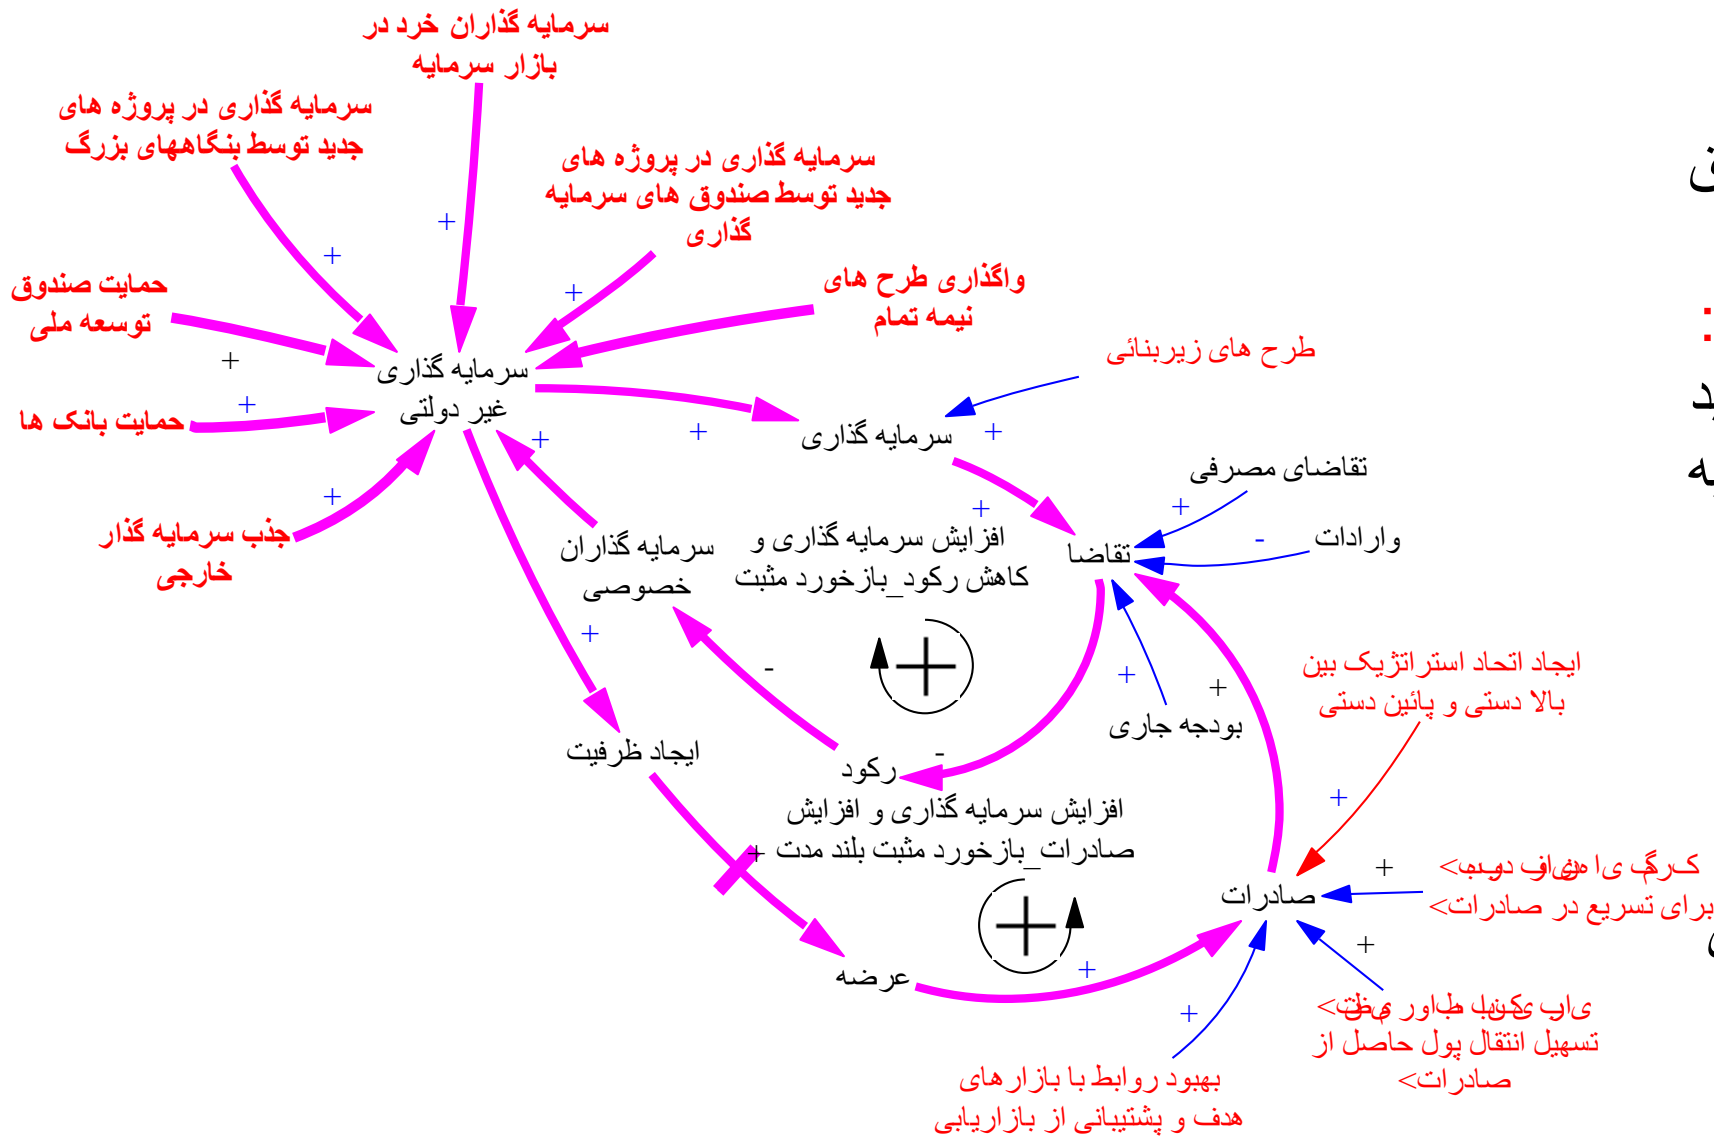 سرمایه گذاران خرد در
بازار سرمایه
سرمایه گذاری در پروژه های
جدید توسط بنگاههای بزرگ
سرمایه گذاری در پروژه های
جدید توسط صندوق های سرمایه
گذاری
واگذاری طرح های
نیمه تمام
حمایت صندوق
توسعه ملی
حمایت بانک ها
جذب سرمایه گذار
خارجی
سرمایه گذاری
غیر دولتی
طرح های زیربنائی
سرمایه گذاری
تقاضای مصرفی
وارادات
تقاضا
افزایش سرمایه گذاری و
کاهش رکود_بازخورد مثبت
سرمایه گذاران
خصوصی
بودجه جاری
ایجاد اتحاد استراتژیک بین
بالا دستی و پائین دستی
ایجاد ظرفیت
رکود
افزایش سرمایه گذاری و افزایش
صادرات_بازخورد مثبت بلند مدت
صادرات
برای تسریع در صادرات>
عرضه
تسهیل انتقال پول حاصل از
صادرات>
بهبود روابط با بازارهای
هدف و پشتیبانی از بازاریابی